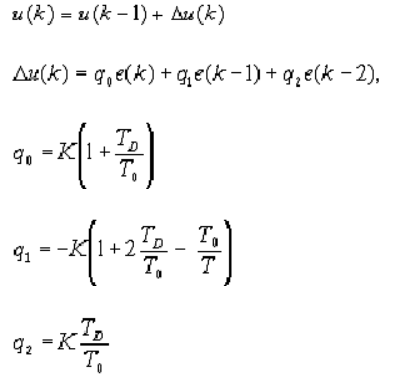 u(k) = u(k−1) + Δu(k)
Δu(k) = q₀e(k) + q₁e(k−1) + q₂e(k−2),
q₀ = K(1 + T_D/T₀)
q₁ = −K(1 + 2 T_D/T₀ − T₀/T)
q₂ = K T_D/T₀